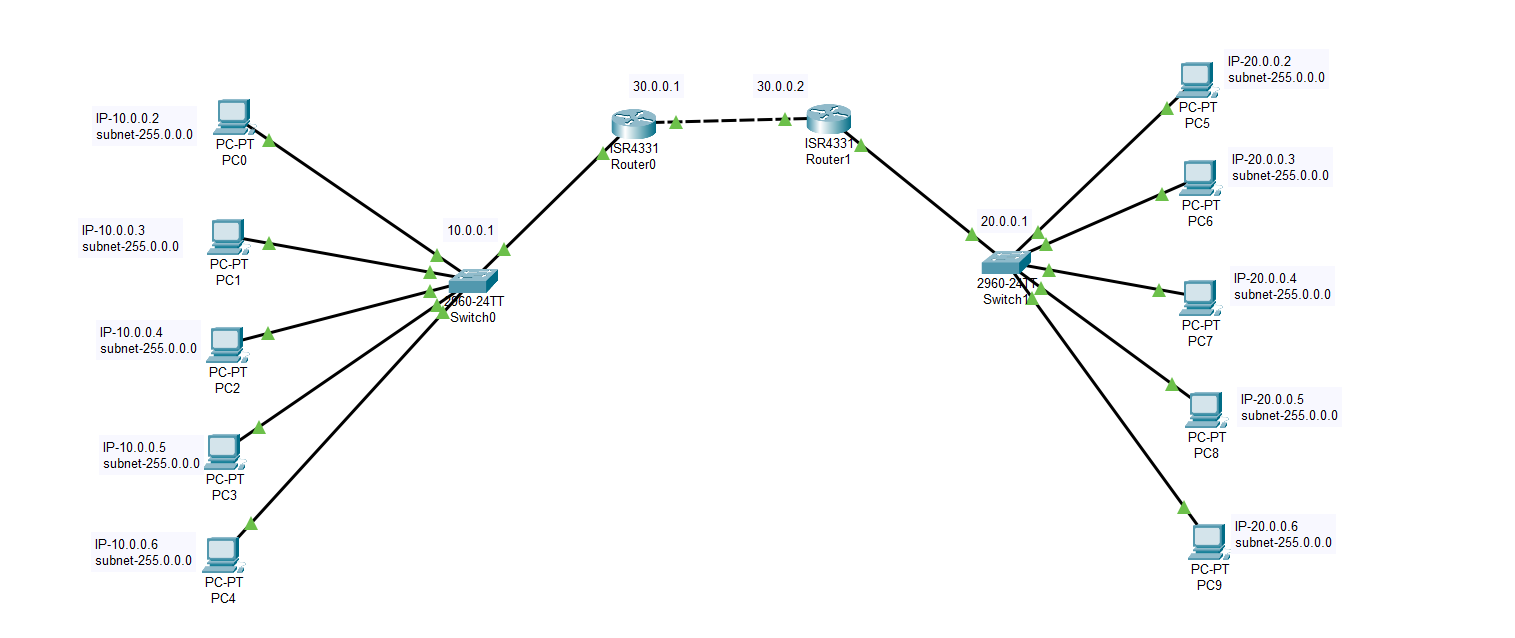 30.0.0.1
30.0.0.2
ISR4331
Router0
ISR4331
Router1
IP-10.0.0.2
subnet-255.0.0.0
PC-PT
PC0
IP-10.0.0.3
subnet-255.0.0.0
PC-PT
PC1
10.0.0.1
2960-24TT
Switch0
IP-10.0.0.4
subnet-255.0.0.0
PC-PT
PC2
IP-10.0.0.5
subnet-255.0.0.0
PC-PT
PC3
IP-10.0.0.6
subnet-255.0.0.0
PC-PT
PC4
IP-20.0.0.2
subnet-255.0.0.0
PC-PT
PC5
IP-20.0.0.3
subnet-255.0.0.0
PC-PT
PC6
20.0.0.1
2960-24TT
Switch1
IP-20.0.0.4
subnet-255.0.0.0
PC-PT
PC7
IP-20.0.0.5
subnet-255.0.0.0
PC-PT
PC8
IP-20.0.0.6
subnet-255.0.0.0
PC-PT
PC9